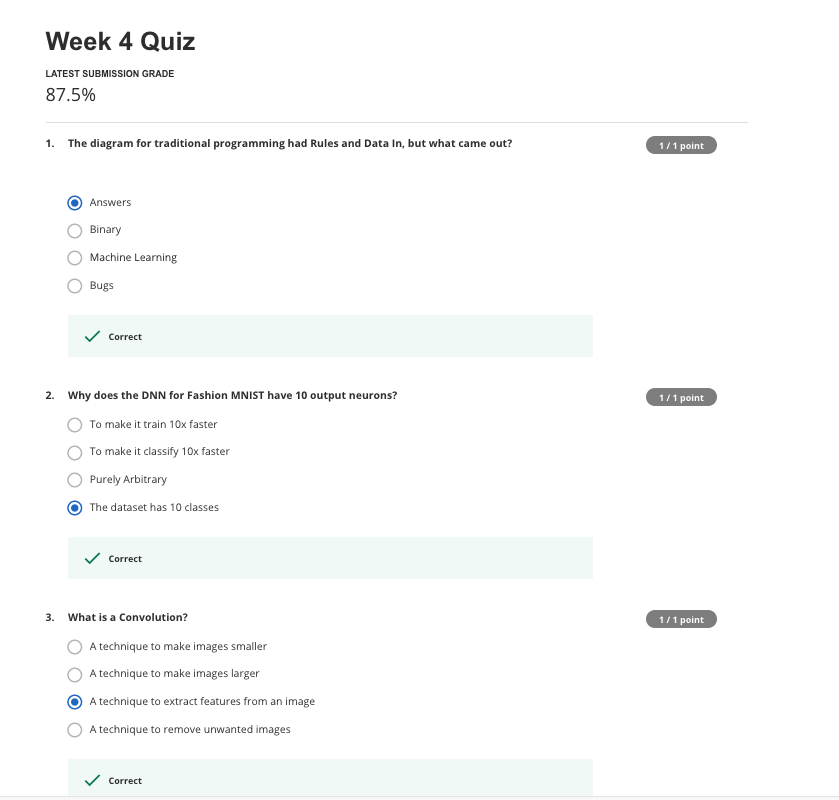 Week 4 Quiz
LATEST SUBMISSION GRADE
87.5%
1. The diagram for traditional programming had Rules and Data In, but what came out? 1 / 1 point
Answers
Binary
Machine Learning
Bugs
Correct
2. Why does the DNN for Fashion MNIST have 10 output neurons? 1 / 1 point
To make it train 10x faster
To make it classify 10x faster
Purely Arbitrary
The dataset has 10 classes
Correct
3. What is a Convolution? 1 / 1 point
A technique to make images smaller
A technique to make images larger
A technique to extract features from an image
A technique to remove unwanted images
Correct